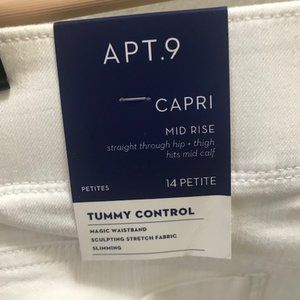 APT.9
CAPRI
MID RISE
straight through hip + thigh
hits mid calf
PETITES 14 PETITE
TUMMY CONTROL
MAGIC WAISTBAND
SCULPTING STRETCH FABRIC
SLIMMING